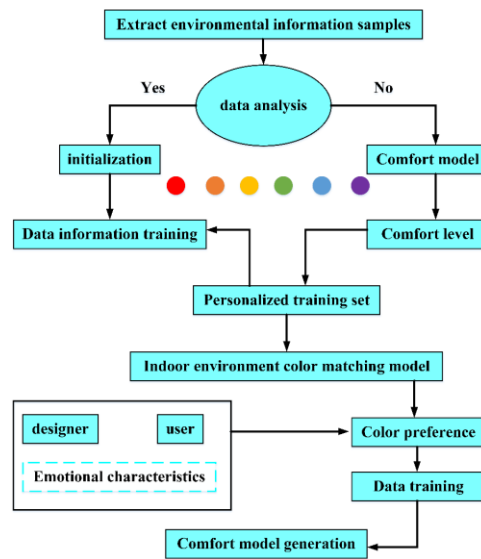 Extract environmental information samples
Yes
No
data analysis
initialization
Comfort model
Data information training
Comfort level
Personalized training set
Indoor environment color matching model
designer
user
Color preference
Emotional characteristics
Data training
Comfort model generation